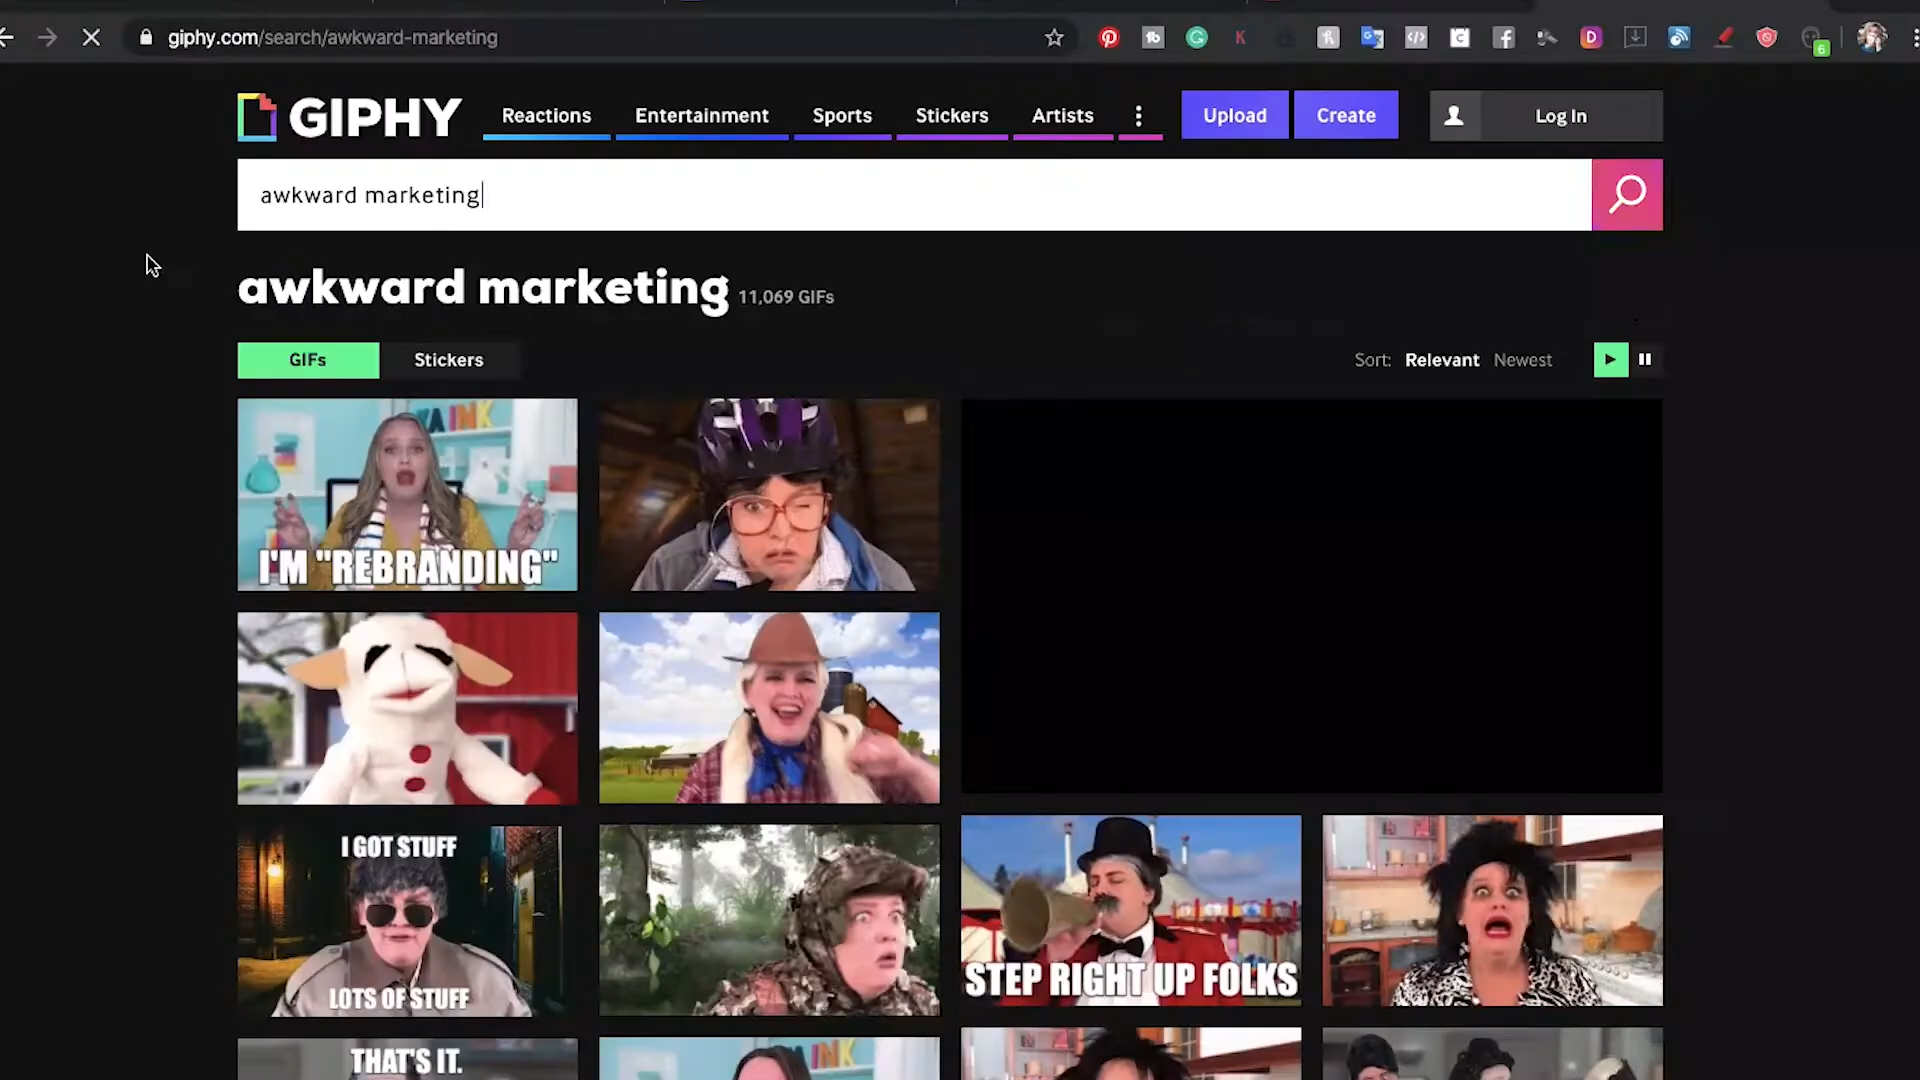 giphy.com/search/awkward-marketing
6
GIPHY
Reactions
Entertainment
Sports
Stickers
Artists
Upload
Create
Log In
awkward marketing
awkward marketing 11,069 GIFs
GIFs
Stickers
Sort: Relevant Newest
I'M "REBRANDING"
I GOT STUFF
LOTS OF STUFF
STEP RIGHT UP FOLKS
THAT'S IT.